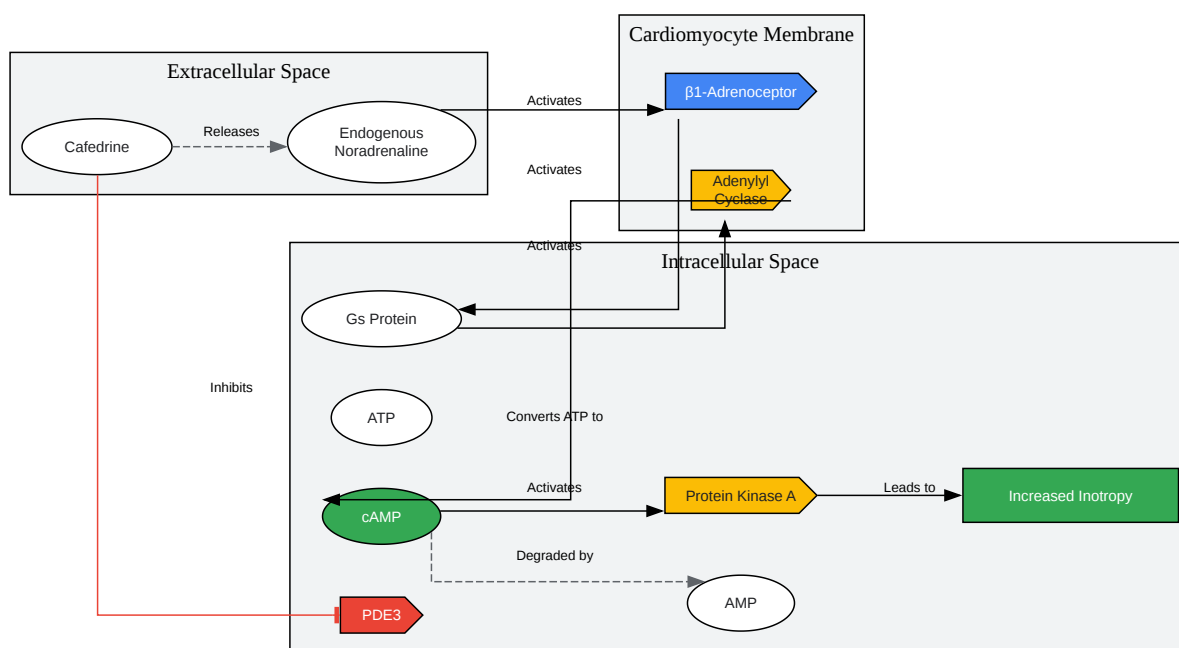 Cardiomyocyte Membrane
Extracellular Space
β1-Adrenoceptor
Activates
Cafedrine
Releases
Endogenous
Noradrenaline
Activates
Adenylyl
Cyclase
Activates
Intracellular Space
Gs Protein
Inhibits
ATP
Converts ATP to
cAMP
Activates
Protein Kinase A
Leads to
Increased Inotropy
Degraded by
AMP
PDE3